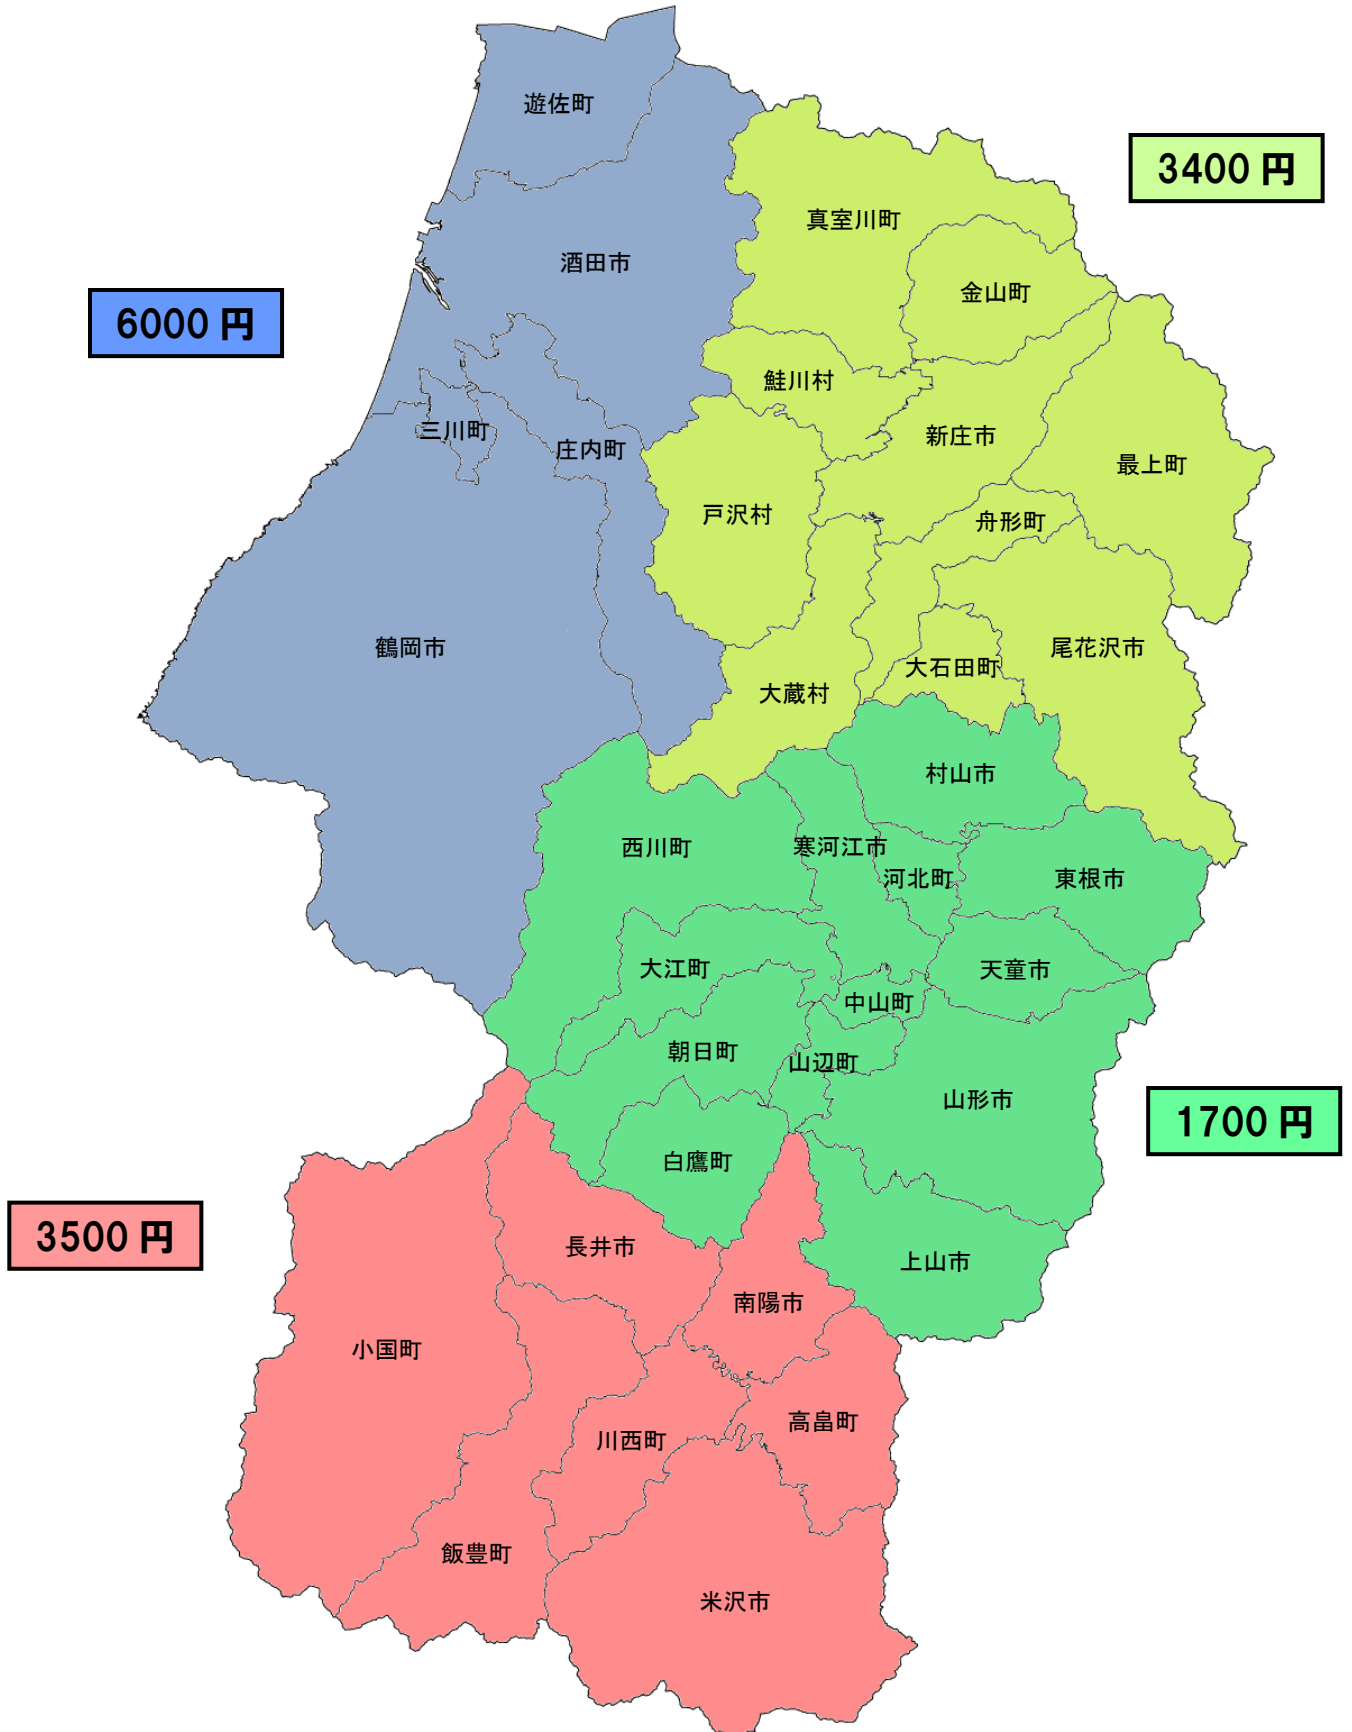 遊佐町
3400 円
真室川町
酒田市
金山町
6000 円
鮭川村
三川町
庄内町
新庄市
最上町
戸沢村
舟形町
鶴岡市
大蔵村
大石田町
尾花沢市
村山市
西川町
寒河江市
河北町
東根市
大江町
天童市
中山町
朝日町
山辺町
山形市
1700 円
白鷹町
3500 円
長井市
上山市
南陽市
小国町
高畠町
川西町
飯豊町
米沢市